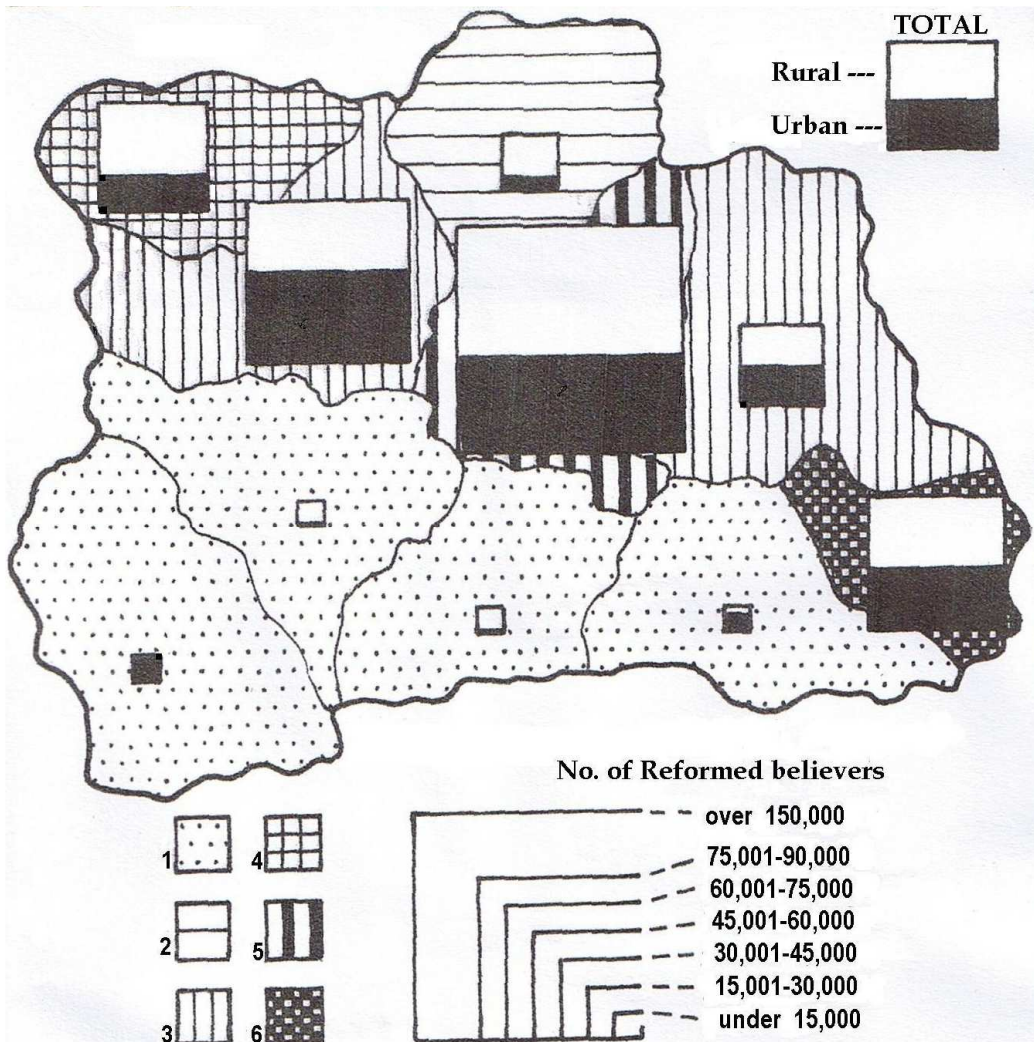 TOTAL
Rural ---
Urban ---
No. of Reformed believers
over 150,000
75,001-90,000
60,001-75,000
45,001-60,000
30,001-45,000
15,001-30,000
under 15,000
1
4
2
5
3
6